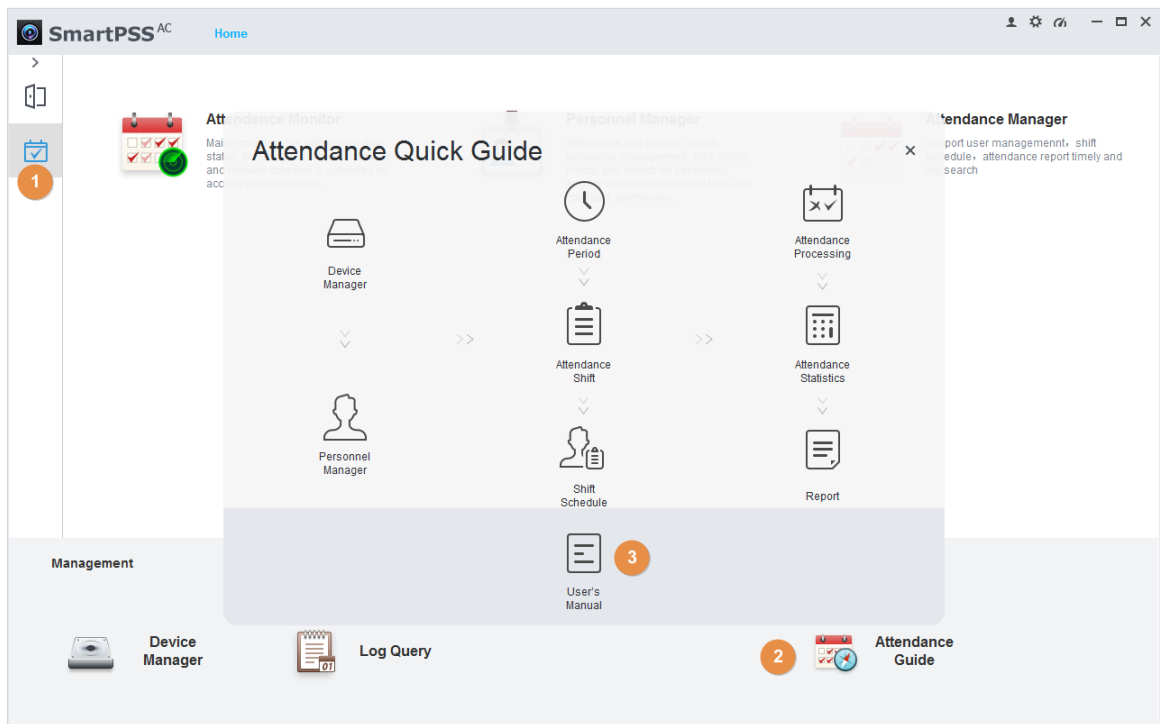 SmartPSS AC
Home
1
Attendence Monitor
Attendance Quick Guide
Personnel Manager
Attendance Manager
port user managemennt，shift
edule，attendance report timely and
search
Device
Manager
Personnel
Manager
Attendance
Period
Attendance
Shift
Shift
Schedule
Attendance
Processing
Attendance
Statistics
Report
3
User's
Manual
Management
Device
Manager
Log Query
01
2
Attendance
Guide